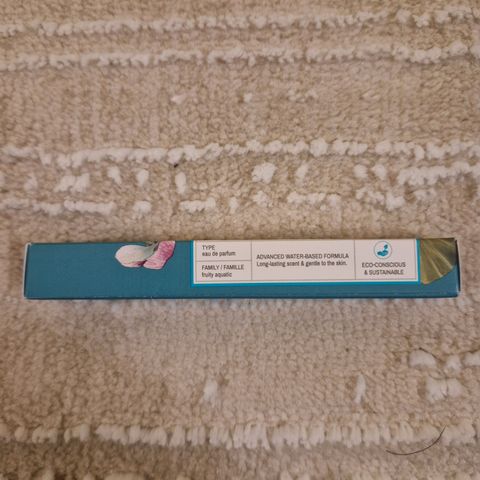 TYPE
eau de parfum
FAMILY / FAMILLE
fruity aquatic
ADVANCED WATER-BASED FORMULA
Long-lasting scent & gentle to the skin.
ECO-CONSCIOUS
& SUSTAINABLE